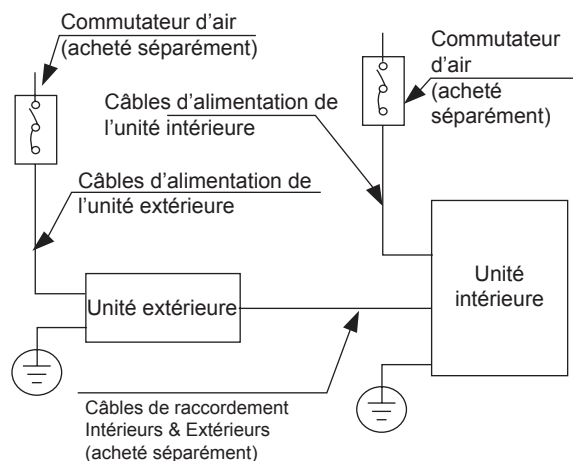 Commutateur d'air
(acheté séparément)
Commutateur
d'air
(acheté
séparément)
Câbles d'alimentation de
l'unité intérieure
Câbles d'alimentation de
l'unité extérieure
Unité
intérieure
Unité extérieure
Câbles de raccordement
Intérieurs & Extérieurs
(acheté séparément)